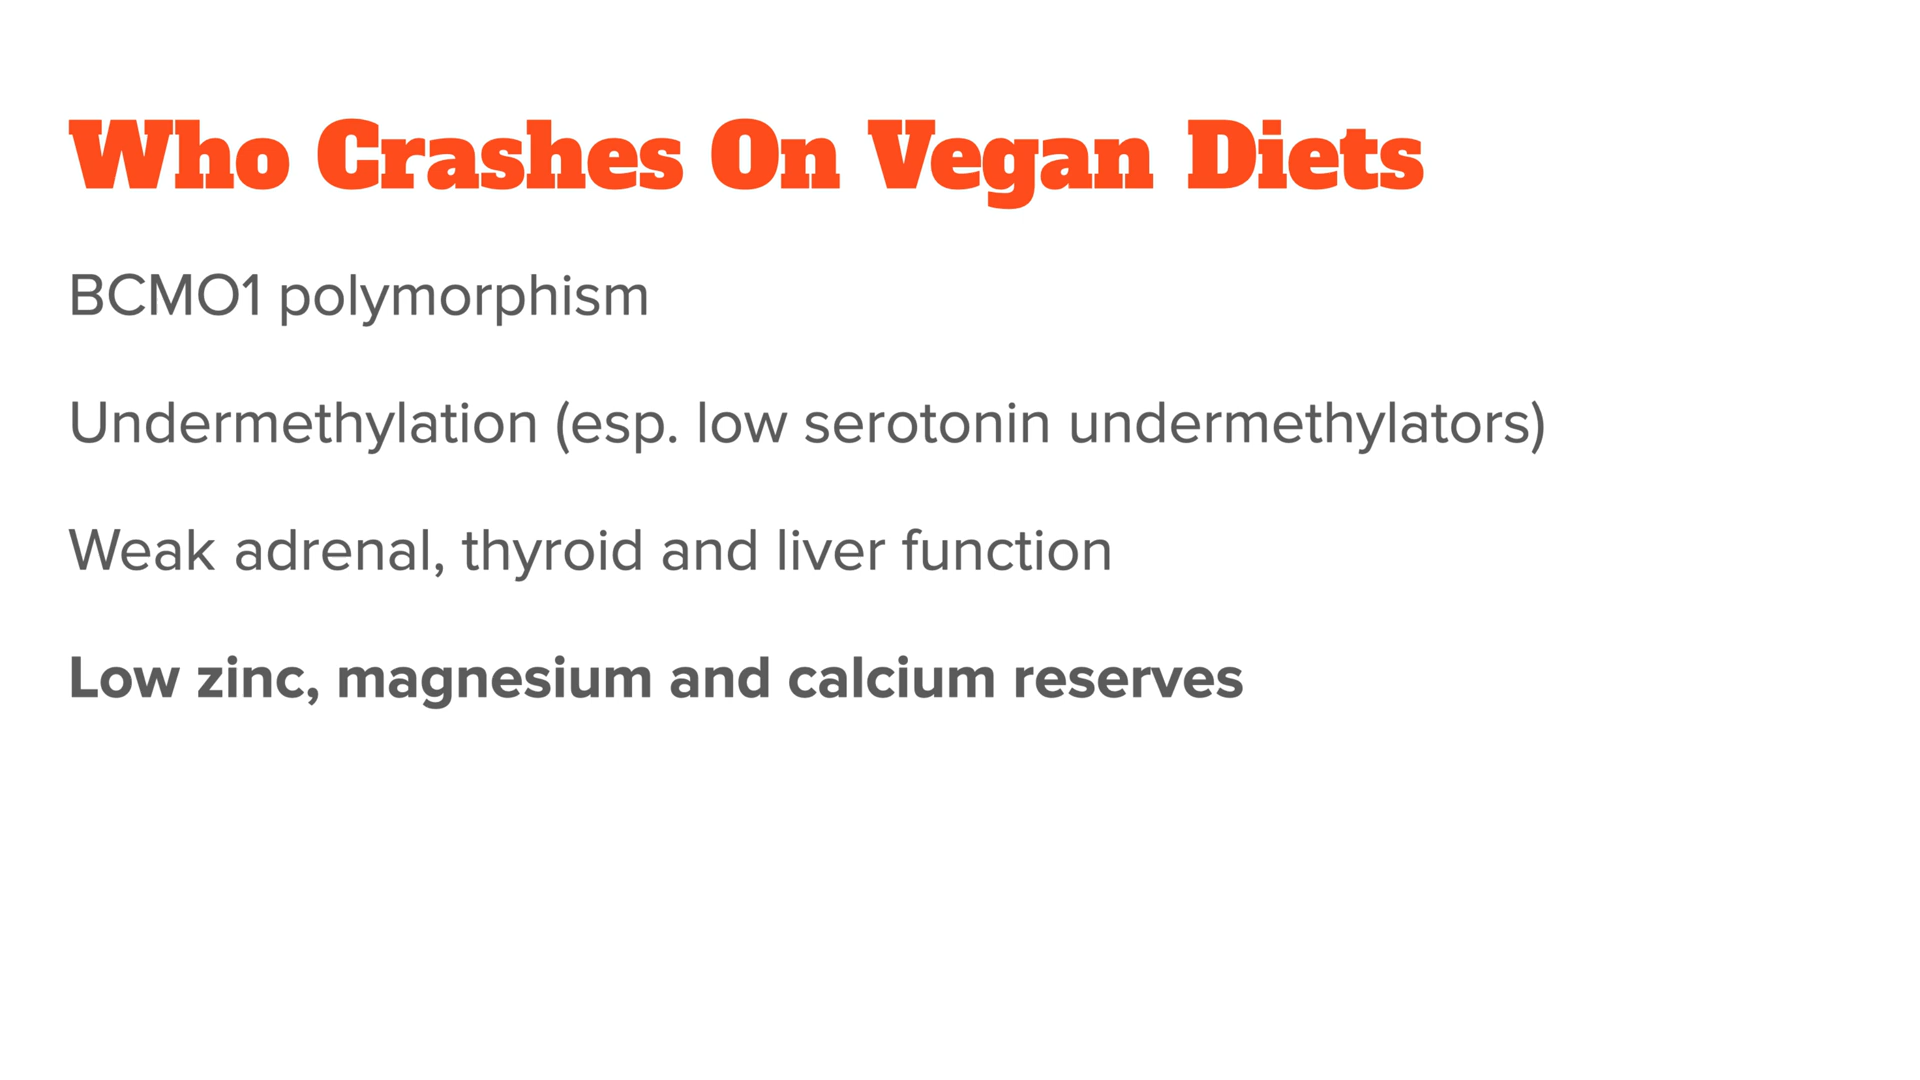 Who Crashes On Vegan Diets
BCMO1 polymorphism
Undermethylation (esp. low serotonin undermethylators)
Weak adrenal, thyroid and liver function
Low zinc, magnesium and calcium reserves